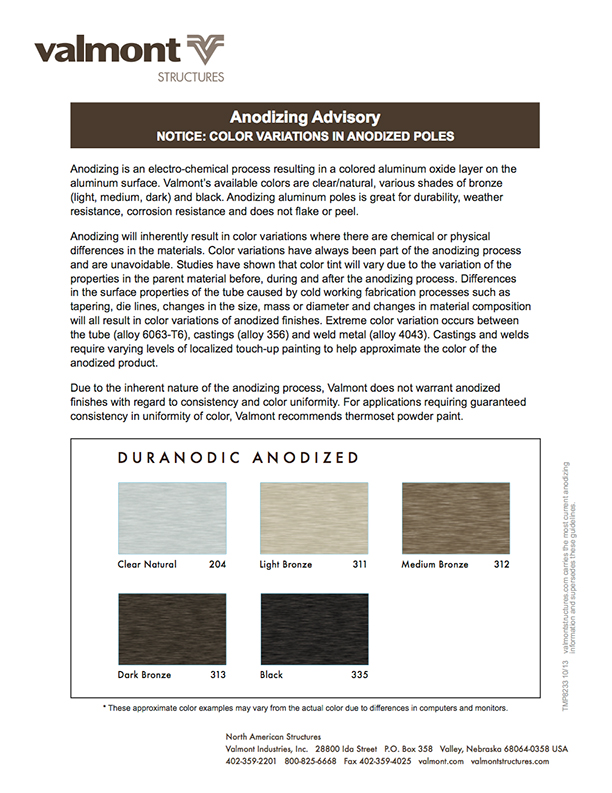 valmont
STRUCTURES
Anodizing Advisory
NOTICE: COLOR VARIATIONS IN ANODIZED POLES
Anodizing is an electro-chemical process resulting in a colored aluminum oxide layer on the
aluminum surface. Valmont's available colors are clear/natural, various shades of bronze
(light, medium, dark) and black. Anodizing aluminum poles is great for durability, weather
resistance, corrosion resistance and does not flake or peel.
Anodizing will inherently result in color variations where there are chemical or physical
differences in the materials. Color variations have always been part of the anodizing process
and are unavoidable. Studies have shown that color tint will vary due to the variation of the
properties in the parent material before, during and after the anodizing process. Differences
in the surface properties of the tube caused by cold working fabrication processes such as
tapering, die lines, changes in the size, mass or diameter and changes in material composition
will all result in color variations of anodized finishes. Extreme color variation occurs between
the tube (alloy 6063-T6), castings (alloy 356) and weld metal (alloy 4043). Castings and welds
require varying levels of localized touch-up painting to help approximate the color of the
anodized product.
Due to the inherent nature of the anodizing process, Valmont does not warrant anodized
finishes with regard to consistency and color uniformity. For applications requiring guaranteed
consistency in uniformity of color, Valmont recommends thermoset powder paint.
DURANODIC ANODIZED
Clear Natural 204
Light Bronze 311
Medium Bronze 312
Dark Bronze 313
Black 335
* These approximate color examples may vary from the actual color due to differences in computers and monitors.
TMP8233 10/13 valmontstructures.com carries the most current anodizing
information and supersedes these guidelines.
North American Structures
Valmont Industries, Inc. 28800 Ida Street P.O. Box 358 Valley, Nebraska 68064-0358 USA
402-359-2201 800-825-6668 Fax 402-359-4025 valmont.com valmontstructures.com